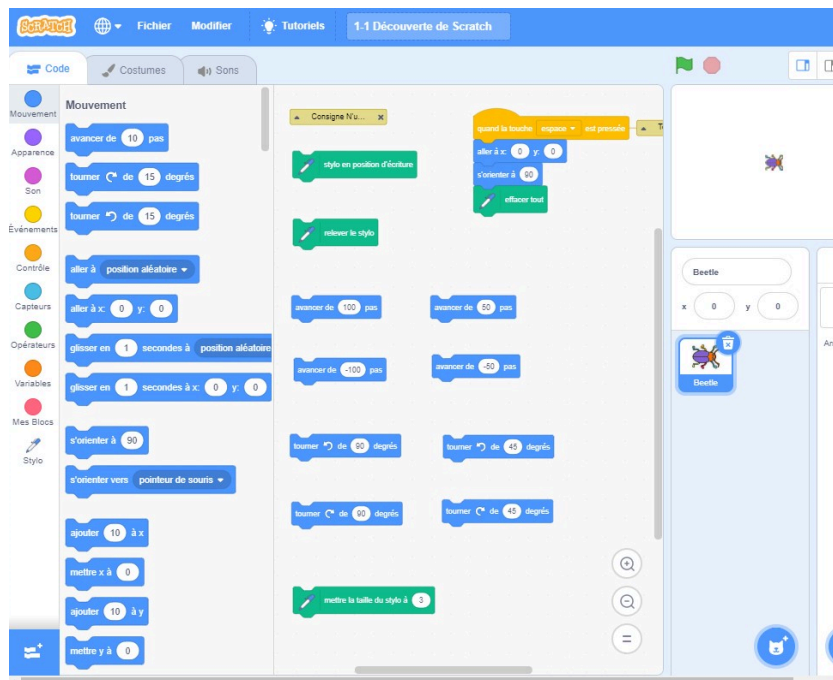 SCRATCH
Fichier Modifier Tutoriels 1-1 Découverte de Scratch
Code Costumes Sons
Mouvement
Apparence
Son
Événements
Contrôle
Capteurs
Opérateurs
Variables
Mes Blocs
Stylo
Mouvement
avancer de 10 pas
tourner de 15 degrés
tourner de 15 degrés
aller à position aléatoire
aller à x: 0 y: 0
glisser en 1 secondes à position aléatoire
glisser en 1 secondes à x: 0 y: 0
s'orienter à 90
s'orienter vers pointeur de souris
ajouter 10 à x
mettre x à 0
ajouter 10 à y
mettre y à 0
Consigne N'u... x
stylo en position d'écriture
relever le stylo
avancer de 100 pas
avancer de 50 pas
avancer de -100 pas
avancer de -50 pas
tourner de 90 degrés
tourner de 45 degrés
tourner de 90 degrés
tourner de 45 degrés
mettre la taille du stylo à 3
quand la touche espace est pressée
aller à x: 0 y: 0
s'orienter à 90
effacer tout
Beetle
x 0 y 0
Beetle